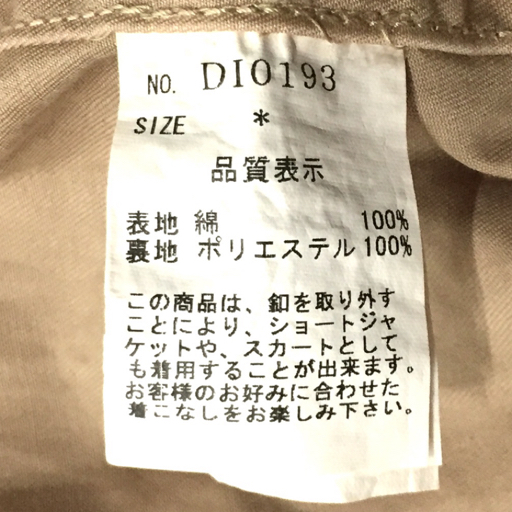 NO. DI0193
SIZE *
品質表示
表地 綿 100%
裏地 ポリエステル 100%
この商品は、釦を取り外す
ことにより、ショートジャ
ケットや、スカートとして
も着用することが出来ます。
お客様のお好みに合わせた
着こなしをお楽しみ下さい。